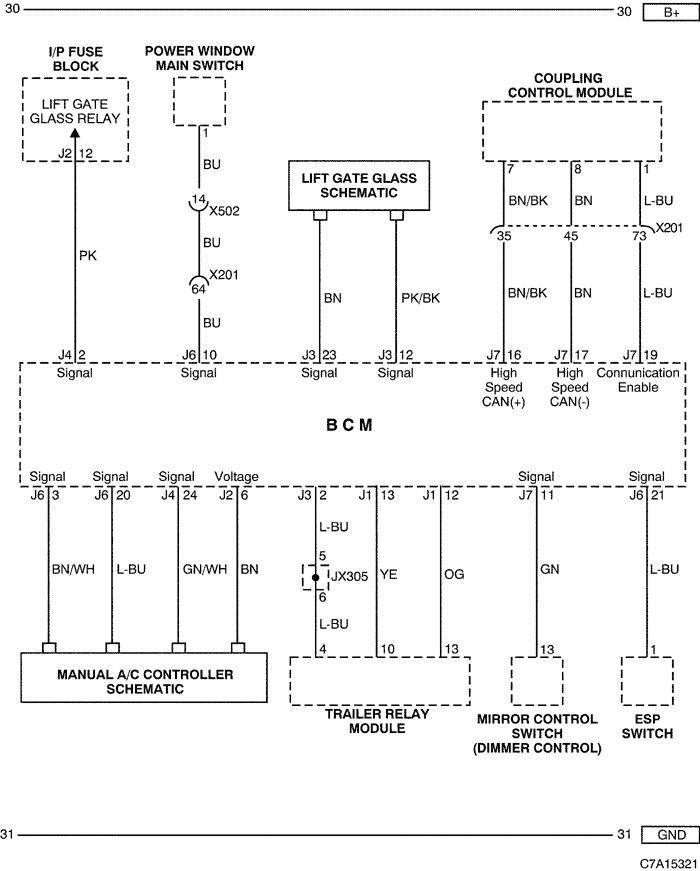 30
30 B+
I/P FUSE
BLOCK
LIFT GATE
GLASS RELAY
J2 12
POWER WINDOW
MAIN SWITCH
1
COUPLING
CONTROL MODULE
7 8 1
LIFT GATE GLASS
SCHEMATIC
BU
14
X502
BU
X201
64
BU
PK
BN
PK/BK
BN/BK BN L-BU
X201
35 45 73
BN/BK BN L-BU
J4 2
Signal
J6 10
Signal
J3 23
Signal
J3 12
Signal
J7 16
High
Speed
CAN(+)
J7 17
High
Speed
CAN(-)
J7 19
Connunication
Enable
B C M
Signal
J6 3
Signal
J6 20
Signal
J4 24
Voltage
J2 6
J3 2
J1 13
J1 12
Signal
J7 11
Signal
J6 21
BN/WH L-BU GN/WH BN
L-BU
5
JX305
6
L-BU
YE
OG
GN
L-BU
4 10 13
13
1
MANUAL A/C CONTROLLER
SCHEMATIC
TRAILER RELAY
MODULE
MIRROR CONTROL
SWITCH
(DIMMER CONTROL)
ESP
SWITCH
31
31 GND
C7A15321